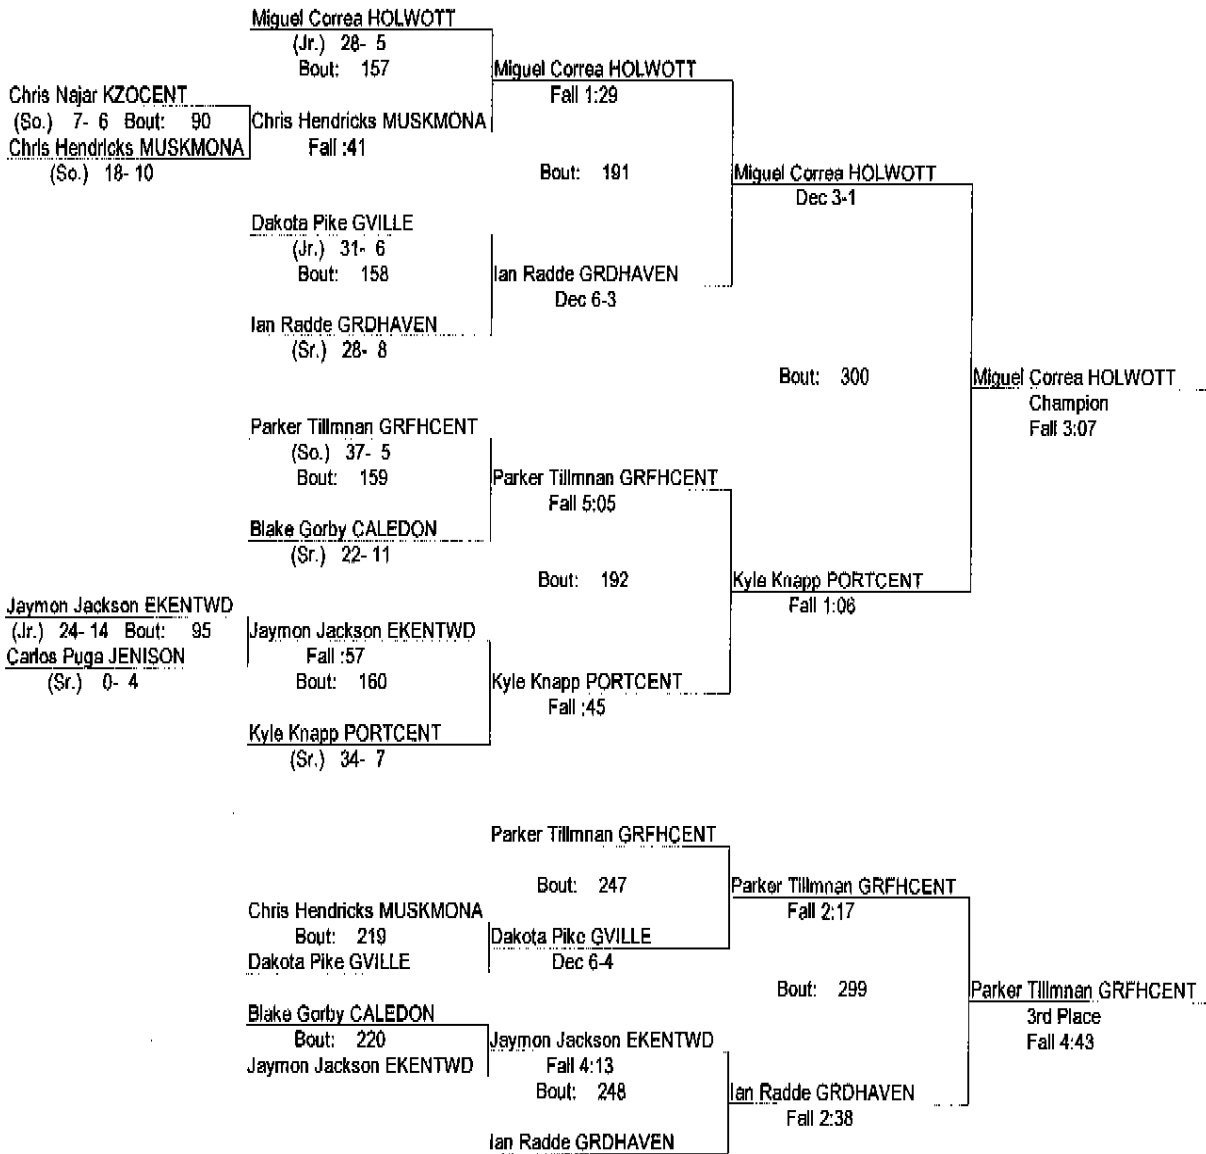 Miguel Correa HOLWOTT
(Jr.) 28- 5
Bout: 157
Miguel Correa HOLWOTT
Fall 1:29
Chris Najar KZOCENT
(So.) 7- 6 Bout: 90
Chris Hendricks MUSKMONA
(So.) 18- 10
Chris Hendricks MUSKMONA
Fall :41
Bout: 191
Miguel Correa HOLWOTT
Dec 3-1
Dakota Pike GVILLE
(Jr.) 31- 6
Bout: 158
Ian Radde GRDHAVEN
Dec 6-3
Ian Radde GRDHAVEN
(Sr.) 28- 8
Bout: 300
Miguel Correa HOLWOTT
Champion
Fall 3:07
Parker Tillmnan GRFHCENT
(So.) 37- 5
Bout: 159
Parker Tillmnan GRFHCENT
Fall 5:05
Blake Gorby CALEDON
(Sr.) 22- 11
Bout: 192
Kyle Knapp PORTCENT
Fall 1:06
Jaymon Jackson EKENTWD
(Jr.) 24- 14 Bout: 95
Carlos Puga JENISON
(Sr.) 0- 4
Jaymon Jackson EKENTWD
Fall :57
Bout: 160
Kyle Knapp PORTCENT
Fall :45
Kyle Knapp PORTCENT
(Sr.) 34- 7
Parker Tillmnan GRFHCENT
Bout: 247
Parker Tillmnan GRFHCENT
Fall 2:17
Chris Hendricks MUSKMONA
Bout: 219
Dakota Pike GVILLE
Dakota Pike GVILLE
Dec 6-4
Bout: 299
Parker Tillmnan GRFHCENT
3rd Place
Fall 4:43
Blake Gorby CALEDON
Bout: 220
Jaymon Jackson EKENTWD
Jaymon Jackson EKENTWD
Fall 4:13
Bout: 248
Ian Radde GRDHAVEN
Fall 2:38
Ian Radde GRDHAVEN